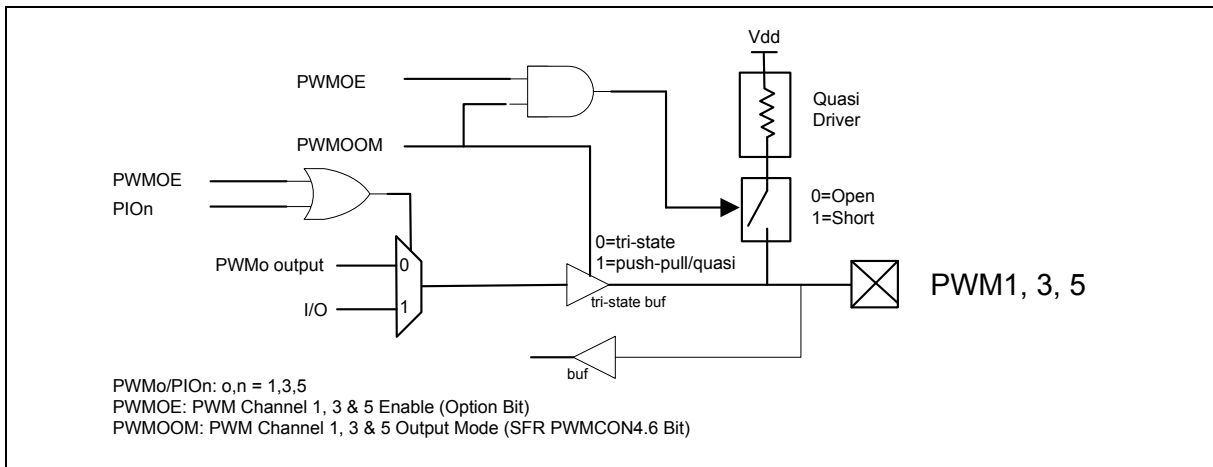 Vdd
PWMOE
Quasi
Driver
PWMOOM
PWMOE
PIOn
0=Open
1=Short
0=tri-state
1=push-pull/quasi
PWMo output
0
I/O
1
tri-state buf
PWM1, 3, 5
buf
PWMo/PIOn: o,n = 1,3,5
PWMOE: PWM Channel 1, 3 & 5 Enable (Option Bit)
PWMOOM: PWM Channel 1, 3 & 5 Output Mode (SFR PWMCON4.6 Bit)